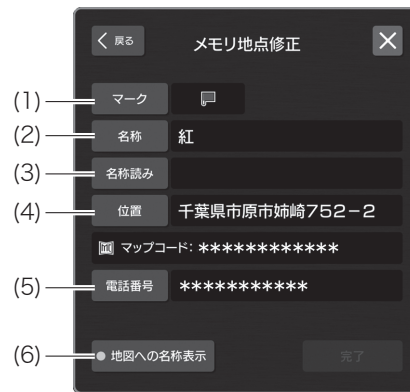 戻る メモリ地点修正
(1) マーク
(2) 名称 紅
(3) 名称読み
(4) 位置 千葉県市原市姉崎752-2
マップコード: ************
(5) 電話番号 ***********
(6) 地図への名称表示 完了